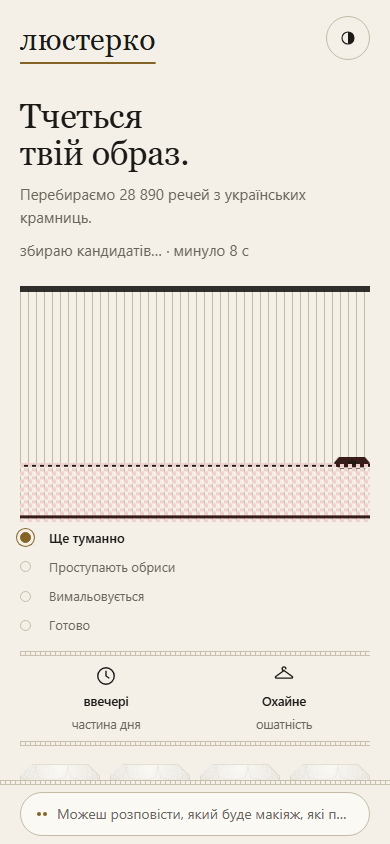 люстерко
Тчеться
твій образ.
Перебираємо 28 890 речей з українських
крамниць.
збираю кандидатів... · минуло 8 с
Ще туманно
Проступають обриси
Вимальовується
Готово
ввечері
Охайне
частина дня
ошатність
Можеш розповісти, який буде макіяж, які п...